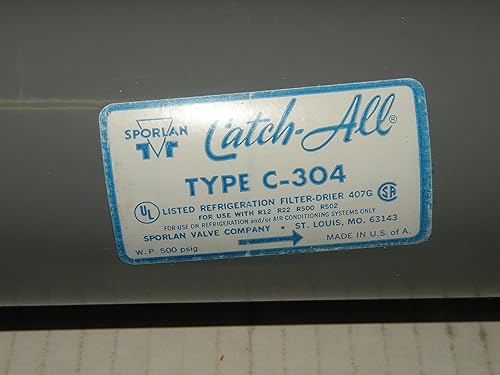 SPORLAN
Catch-All®
TYPE C-304
UL LISTED REFRIGERATION FILTER-DRIER 407G SA
FOR USE WITH R12 R22 R500 R502
FOR USE ON REFRIGERATION and/or AIR CONDITIONING SYSTEMS ONLY
SPORLAN VALVE COMPANY • ST. LOUIS, MO. 63143
W. P. 500 psig
MADE IN U.S. of A.